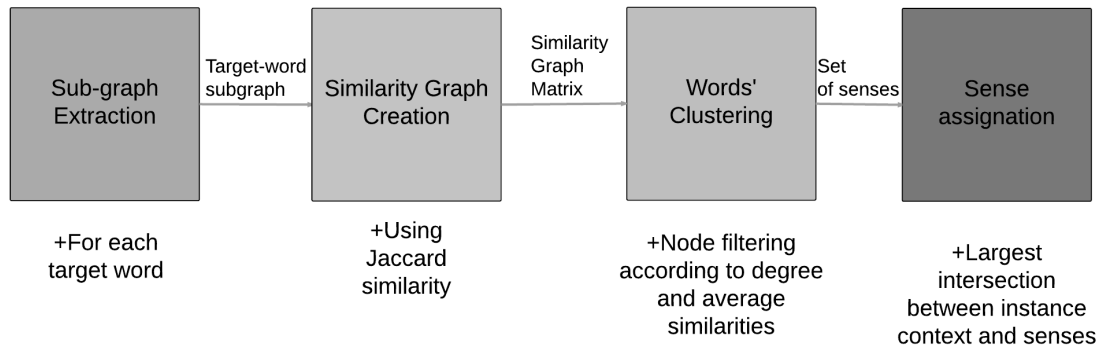 Sub-graph
Extraction
Target-word
subgraph
Similarity Graph
Creation
Similarity
Graph
Matrix
Words'
Clustering
Set
of senses
Sense
assignation
+For each
target word
+Using
Jaccard
similarity
+Node filtering
according to degree
and average
similarities
+Largest
intersection
between instance
context and senses